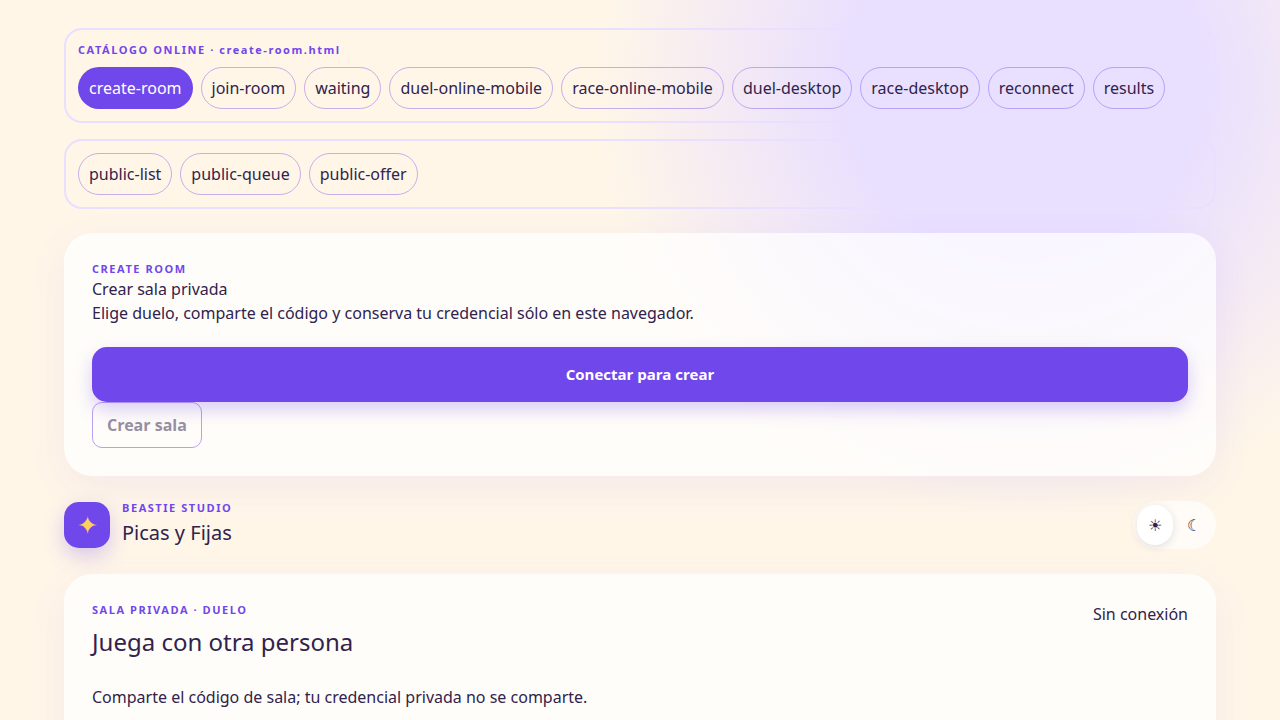 CATÁLOGO ONLINE · create-room.html
create-room join-room waiting duel-online-mobile race-online-mobile duel-desktop race-desktop reconnect results
public-list public-queue public-offer
CREATE ROOM
Crear sala privada
Elige duelo, comparte el código y conserva tu credencial sólo en este navegador.
Conectar para crear
Crear sala
BEASTIE STUDIO
Picas y Fijas
SALA PRIVADA · DUELO
Sin conexión
Juega con otra persona
Comparte el código de sala; tu credencial privada no se comparte.